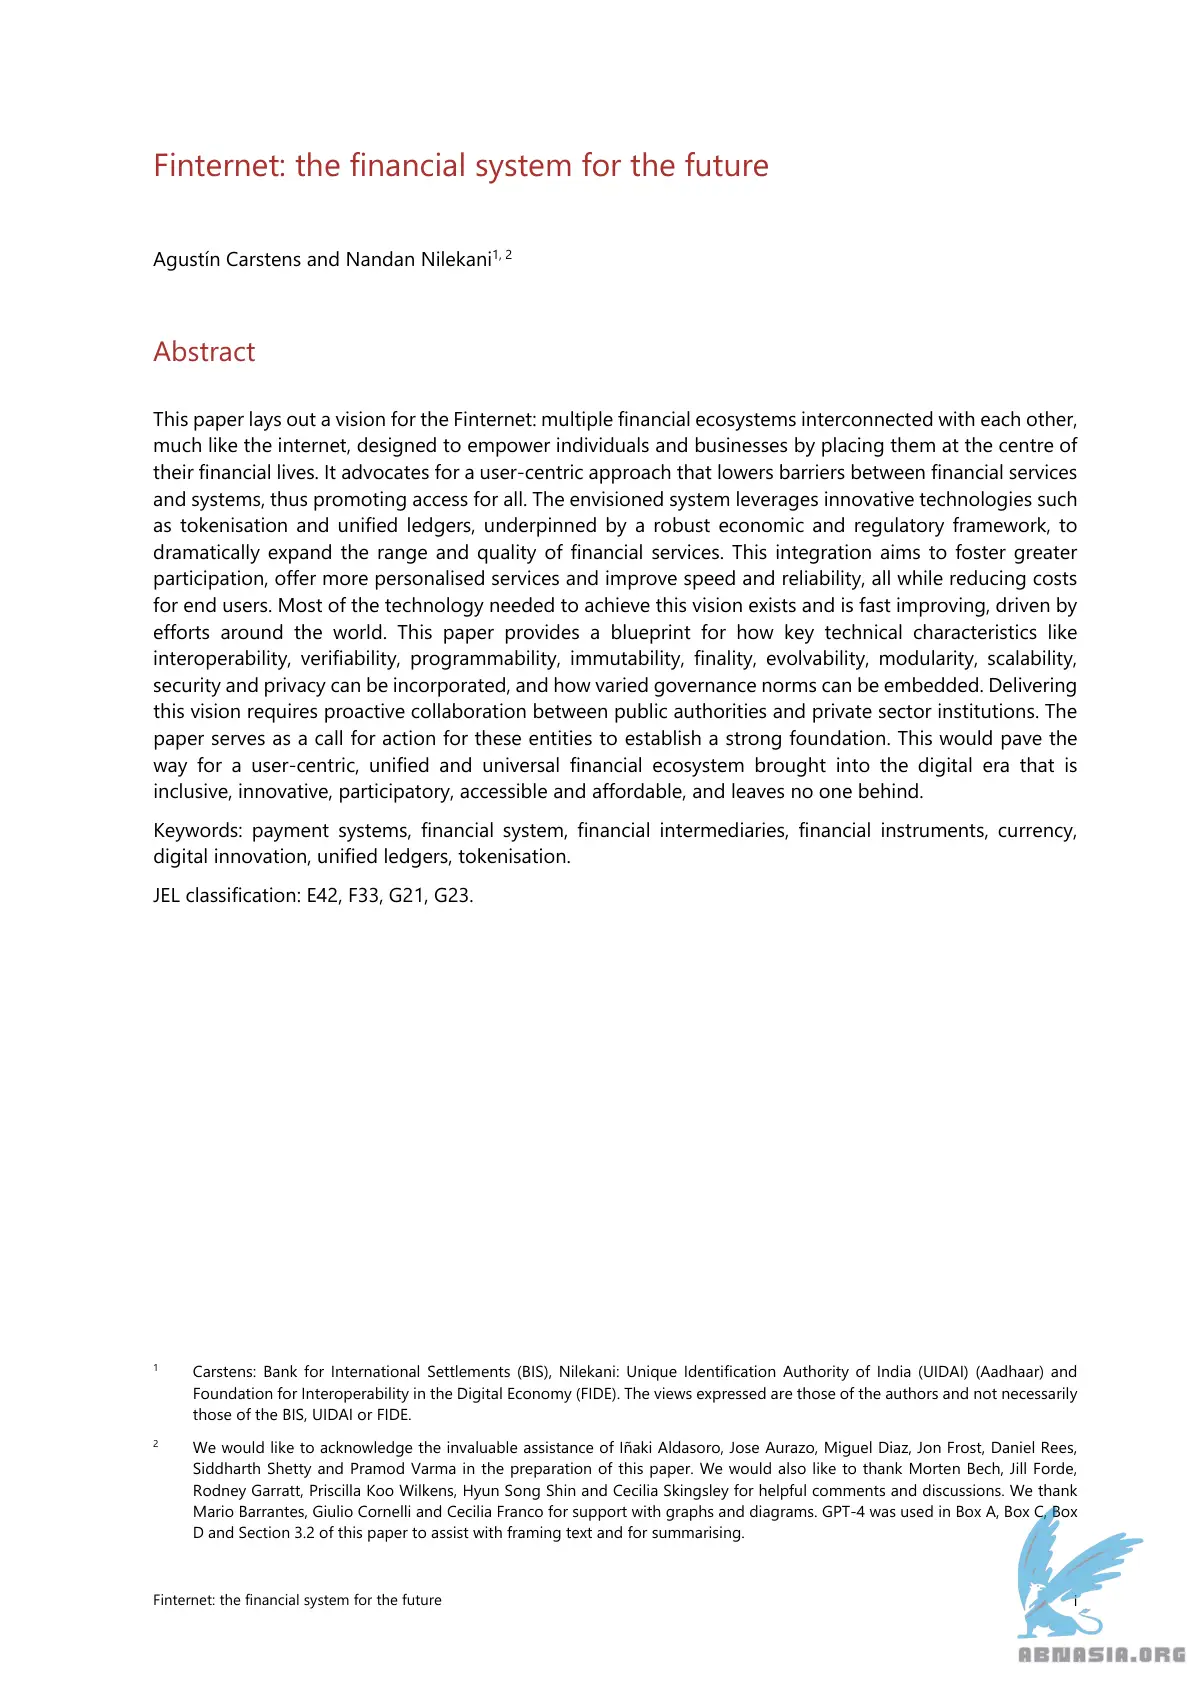 Finternet: the financial system for the future
Agustín Carstens and Nandan Nilekani1, 2
Abstract
This paper lays out a vision for the Finternet: multiple financial ecosystems interconnected with each other,
much like the internet, designed to empower individuals and businesses by placing them at the centre of
their financial lives. It advocates for a user-centric approach that lowers barriers between financial services
and systems, thus promoting access for all. The envisioned system leverages innovative technologies such
as tokenisation and unified ledgers, underpinned by a robust economic and regulatory framework, to
dramatically expand the range and quality of financial services. This integration aims to foster greater
participation, offer more personalised services and improve speed and reliability, all while reducing costs
for end users. Most of the technology needed to achieve this vision exists and is fast improving, driven by
efforts around the world. This paper provides a blueprint for how key technical characteristics like
interoperability, verifiability, programmability, immutability, finality, evolvability, modularity, scalability,
security and privacy can be incorporated, and how varied governance norms can be embedded. Delivering
this vision requires proactive collaboration between public authorities and private sector institutions. The
paper serves as a call for action for these entities to establish a strong foundation. This would pave the
way for a user-centric, unified and universal financial ecosystem brought into the digital era that is
inclusive, innovative, participatory, accessible and affordable, and leaves no one behind.
Keywords: payment systems, financial system, financial intermediaries, financial instruments, currency,
digital innovation, unified ledgers, tokenisation.
JEL classification: E42, F33, G21, G23.
1 Carstens: Bank for International Settlements (BIS), Nilekani: Unique Identification Authority of India (UIDAI) (Aadhaar) and
Foundation for Interoperability in the Digital Economy (FIDE). The views expressed are those of the authors and not necessarily
those of the BIS, UIDAI or FIDE.
2 We would like to acknowledge the invaluable assistance of Iñaki Aldasoro, Jose Aurazo, Miguel Diaz, Jon Frost, Daniel Rees,
Siddharth Shetty and Pramod Varma in the preparation of this paper. We would also like to thank Morten Bech, Jill Forde,
Rodney Garratt, Priscilla Koo Wilkens, Hyun Song Shin and Cecilia Skingsley for helpful comments and discussions. We thank
Mario Barrantes, Giulio Cornelli and Cecilia Franco for support with graphs and diagrams. GPT-4 was used in Box A, Box C, Box
D and Section 3.2 of this paper to assist with framing text and for summarising.
Finternet: the financial system for the future i
ABNASIA.ORG